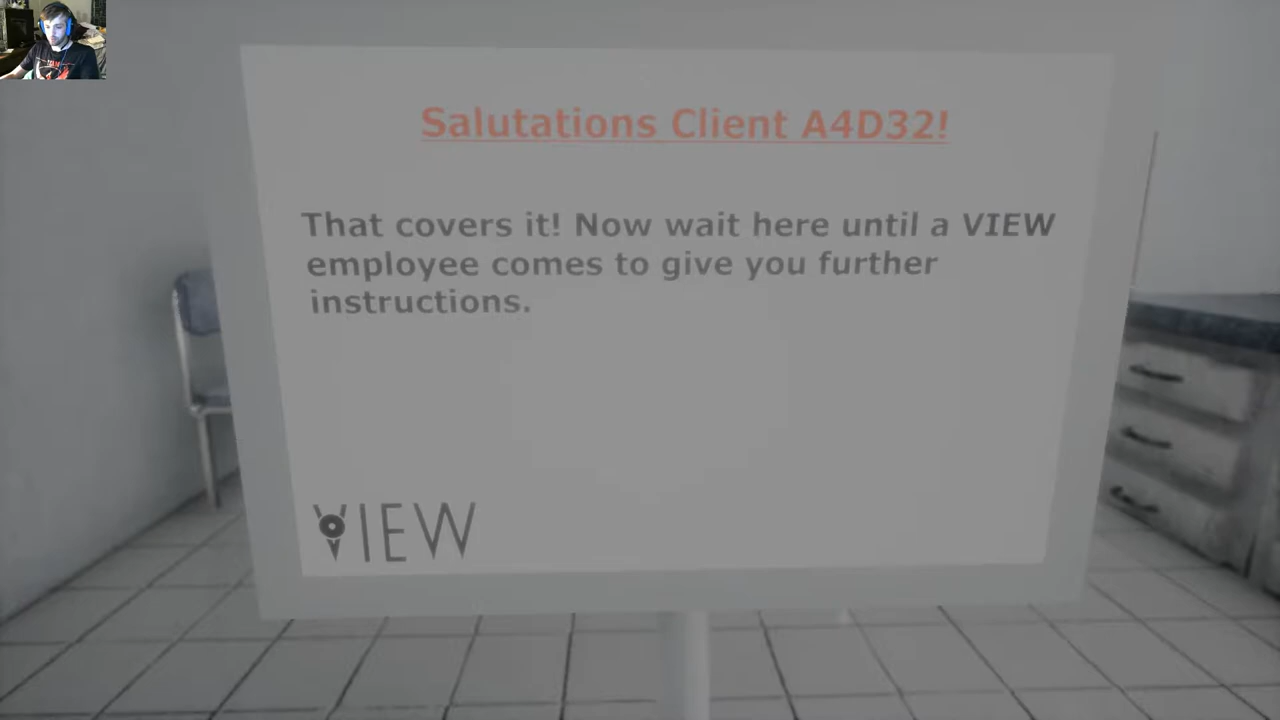 Salutations Client A4D32!
That covers it! Now wait here until a VIEW
employee comes to give you further
instructions.
VIEW